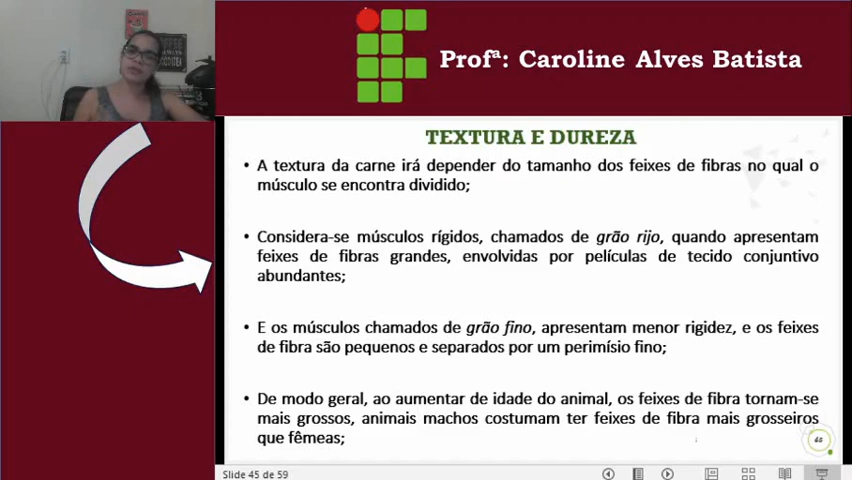 Profª: Caroline Alves Batista
TEXTURA E DUREZA
• A textura da carne irá depender do tamanho dos feixes de fibras no qual o
músculo se encontra dividido;
• Considera-se músculos rígidos, chamados de grão rijo, quando apresentam
feixes de fibras grandes, envolvidas por películas de tecido conjuntivo
abundantes;
• E os músculos chamados de grão fino, apresentam menor rigidez, e os feixes
de fibra são pequenos e separados por um perimísio fino;
• De modo geral, ao aumentar de idade do animal, os feixes de fibra tornam-se
mais grossos, animais machos costumam ter feixes de fibra mais grosseiros
que fêmeas;
Slide 45 de 59